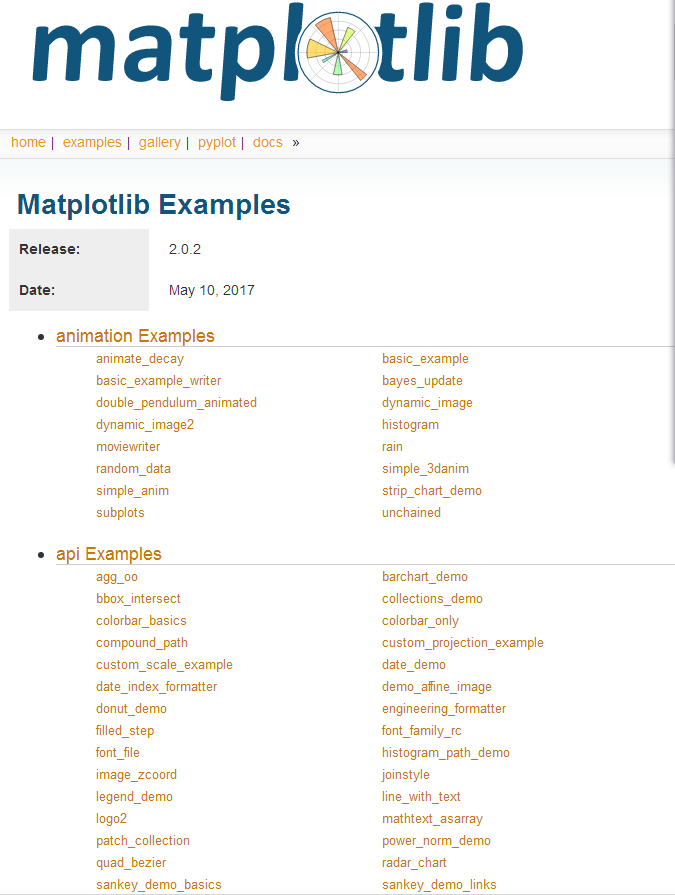 matplotlib
home | examples | gallery | pyplot | docs »
Matplotlib Examples
Release: 2.0.2
Date: May 10, 2017
• animation Examples
animate_decay basic_example
basic_example_writer bayes_update
double_pendulum_animated dynamic_image
dynamic_image2 histogram
moviewriter rain
random_data simple_3danim
simple_anim strip_chart_demo
subplots unchained
• api Examples
agg_oo barchart_demo
bbox_intersect collections_demo
colorbar_basics colorbar_only
compound_path custom_projection_example
custom_scale_example date_demo
date_index_formatter demo_affine_image
donut_demo engineering_formatter
filled_step font_family_rc
font_file histogram_path_demo
image_zcoord joinstyle
legend_demo line_with_text
logo2 mathtext_asarray
patch_collection power_norm_demo
quad_bezier radar_chart
sankey_demo_basics sankey_demo_links